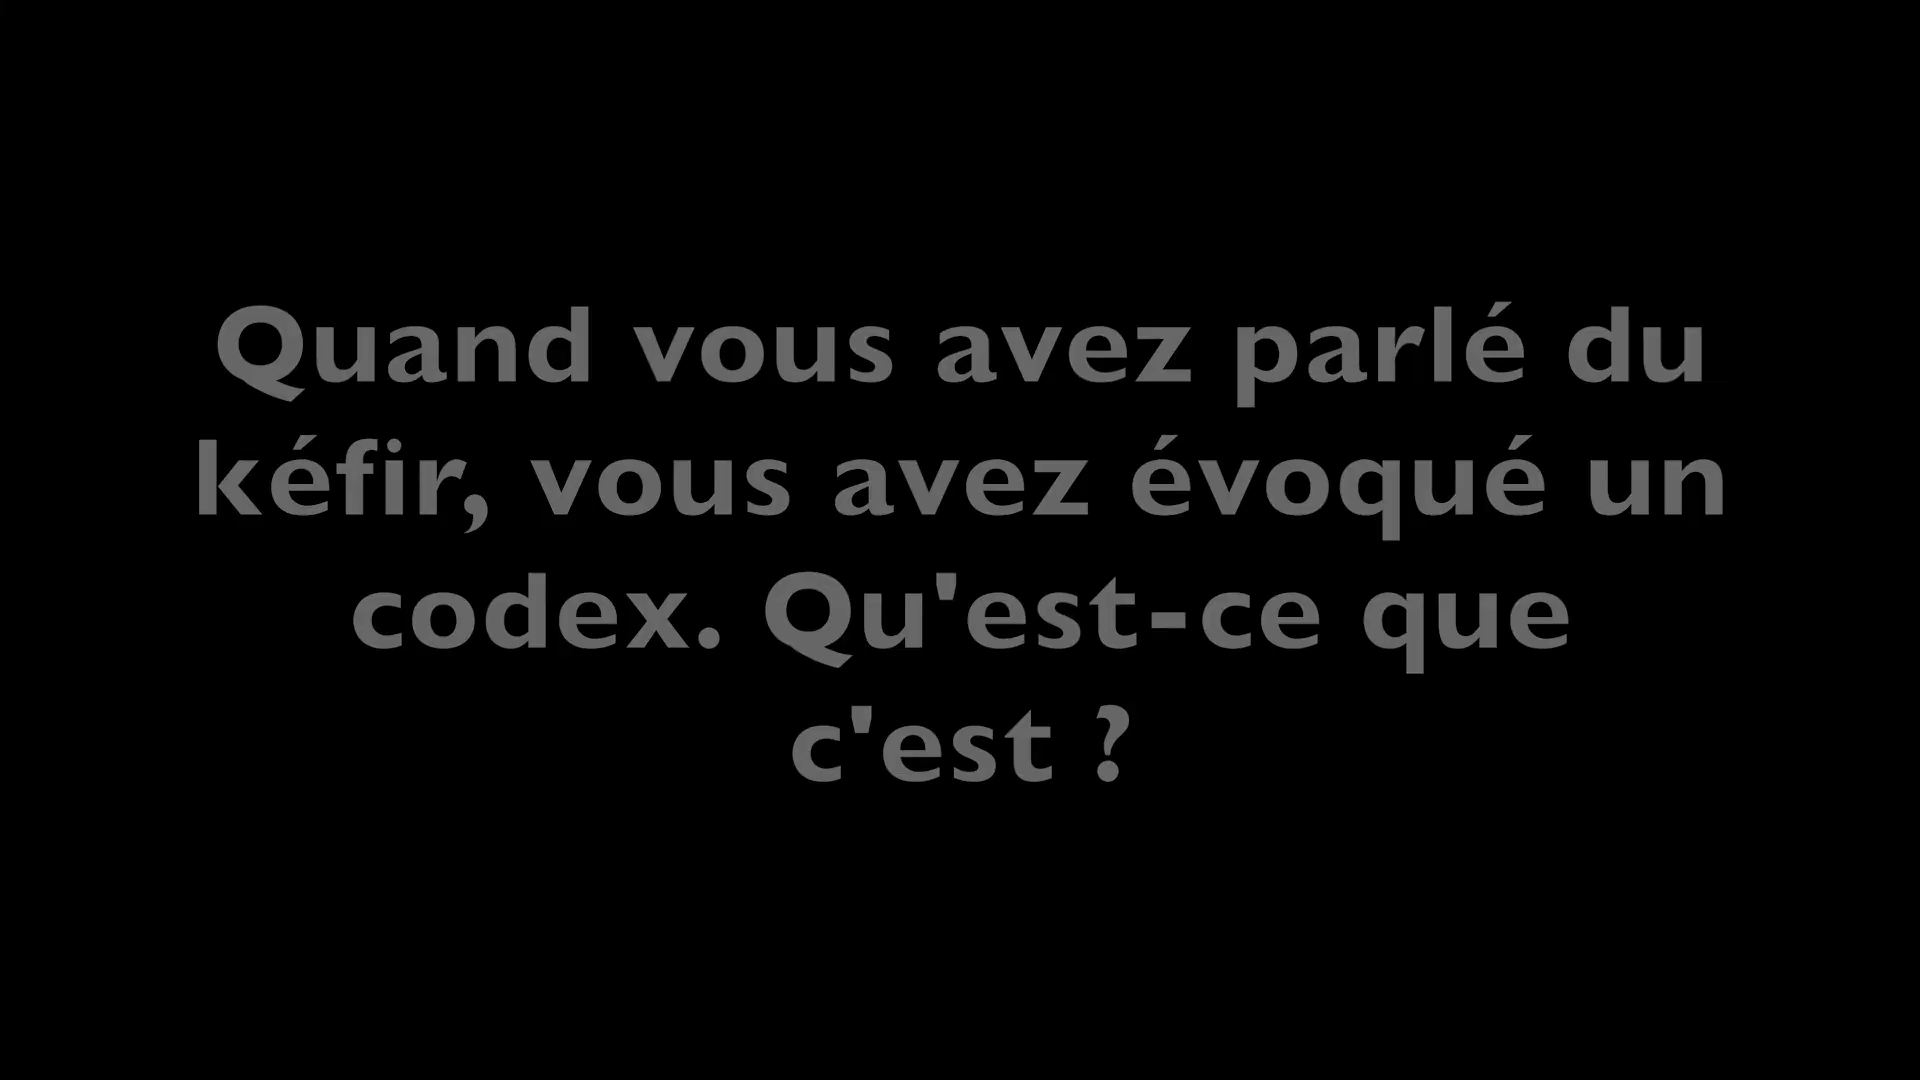 Quand vous avez parlé du
kéfir, vous avez évoqué un
codex. Qu'est-ce que
c'est ?